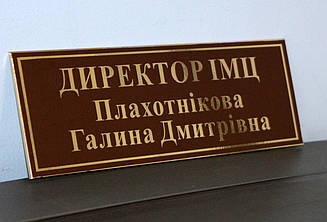 ДИРЕКТОР ІМЦ
Плахотнікова
Галина Дмитрівна